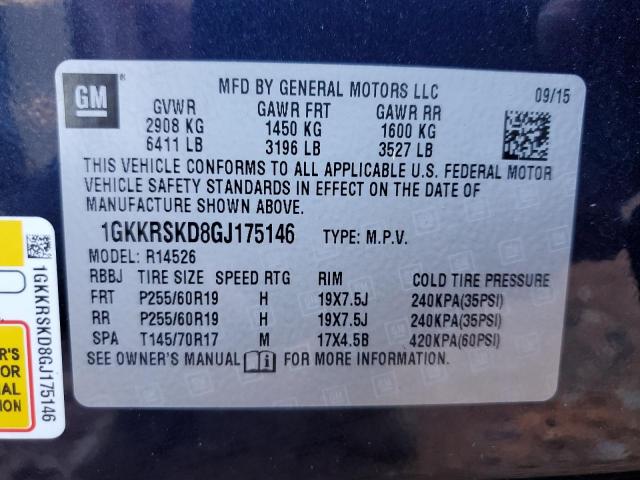 GM
MFD BY GENERAL MOTORS LLC 09/15
GVWR GAWR FRT GAWR RR
2908 KG 1450 KG 1600 KG
6411 LB 3196 LB 3527 LB
THIS VEHICLE CONFORMS TO ALL APPLICABLE U.S. FEDERAL MOTOR
VEHICLE SAFETY STANDARDS IN EFFECT ON THE DATE OF
MANUFACTURE SHOWN ABOVE.
1GKKRSKD8GJ175146 TYPE: M.P.V.
MODEL: R14526
RBBJ TIRE SIZE SPEED RTG RIM COLD TIRE PRESSURE
FRT P255/60R19 H 19X7.5J 240KPA(35PSI)
RR P255/60R19 H 19X7.5J 240KPA(35PSI)
SPA T145/70R17 M 17X4.5B 420KPA(60PSI)
SEE OWNER'S MANUAL FOR MORE INFORMATION
1GKKRSKD8GJ175146